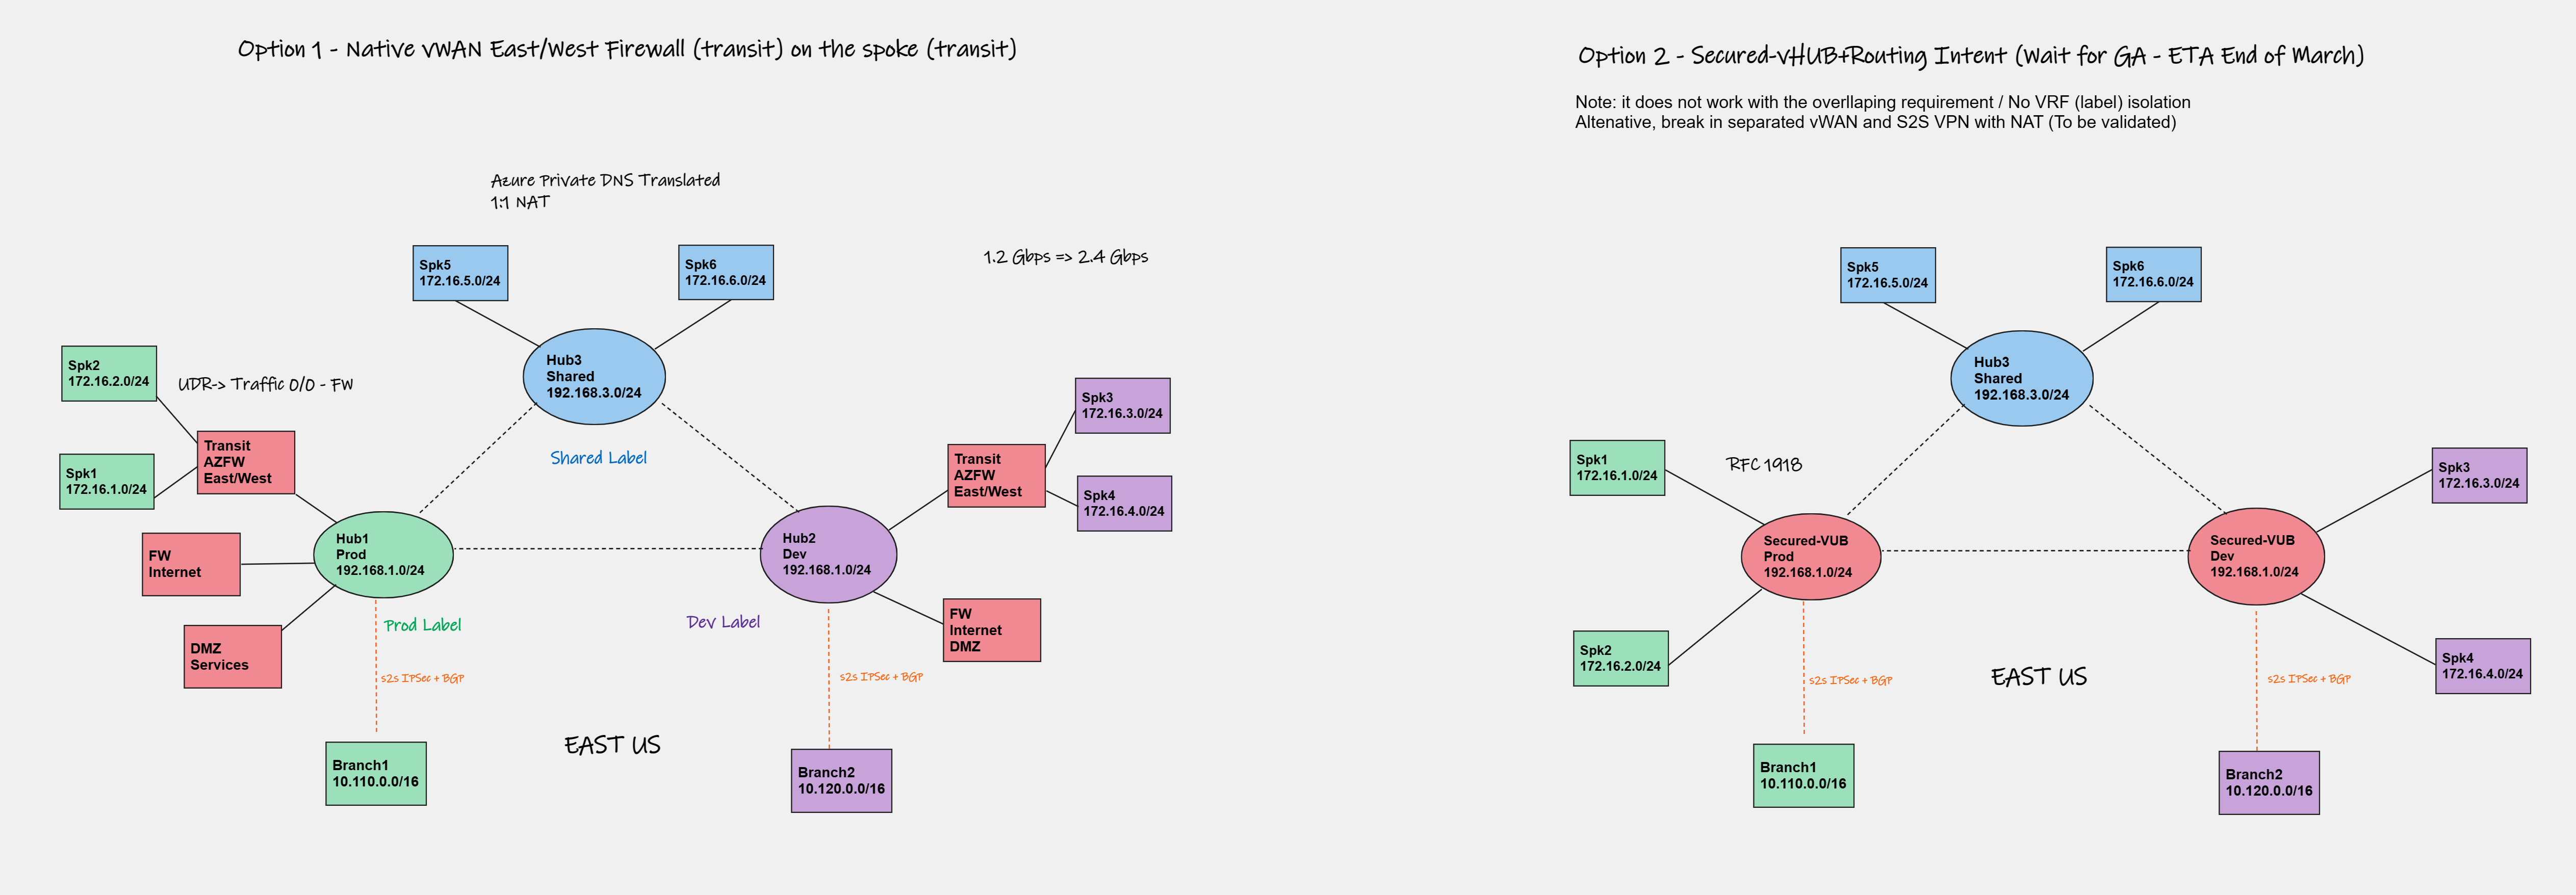 Option 1 - Native vWAN East/West Firewall (transit) on the spoke (transit)
Azure Private DNS Translated
1:1 NAT
1.2 Gbps => 2.4 Gbps
Spk5
172.16.5.0/24
Spk6
172.16.6.0/24
Hub3
Shared
192.168.3.0/24
Shared Label
Spk2
172.16.2.0/24
UDR-> Traffic 0/0 - FW
Spk1
172.16.1.0/24
Transit
AZFW
East/West
FW
Internet
DMZ
Services
Hub1
Prod
192.168.1.0/24
Prod Label
s2s IPSec + BGP
Branch1
10.110.0.0/16
EAST US
Hub2
Dev
192.168.1.0/24
Dev Label
s2s IPSec + BGP
Branch2
10.120.0.0/16
Transit
AZFW
East/West
Spk3
172.16.3.0/24
Spk4
172.16.4.0/24
FW
Internet
DMZ
Option 2 - Secured-vHUB+Routing Intent (Wait for GA - ETA End of March)
Note: it does not work with the overllaping requirement / No VRF (label) isolation
Altenative, break in separated vWAN and S2S VPN with NAT (To be validated)
Spk5
172.16.5.0/24
Spk6
172.16.6.0/24
Hub3
Shared
192.168.3.0/24
Spk1
172.16.1.0/24
RFC 1918
Secured-VUB
Prod
192.168.1.0/24
Spk2
172.16.2.0/24
s2s IPSec + BGP
Branch1
10.110.0.0/16
EAST US
Secured-VUB
Dev
192.168.1.0/24
Spk3
172.16.3.0/24
Spk4
172.16.4.0/24
s2s IPSec + BGP
Branch2
10.120.0.0/16